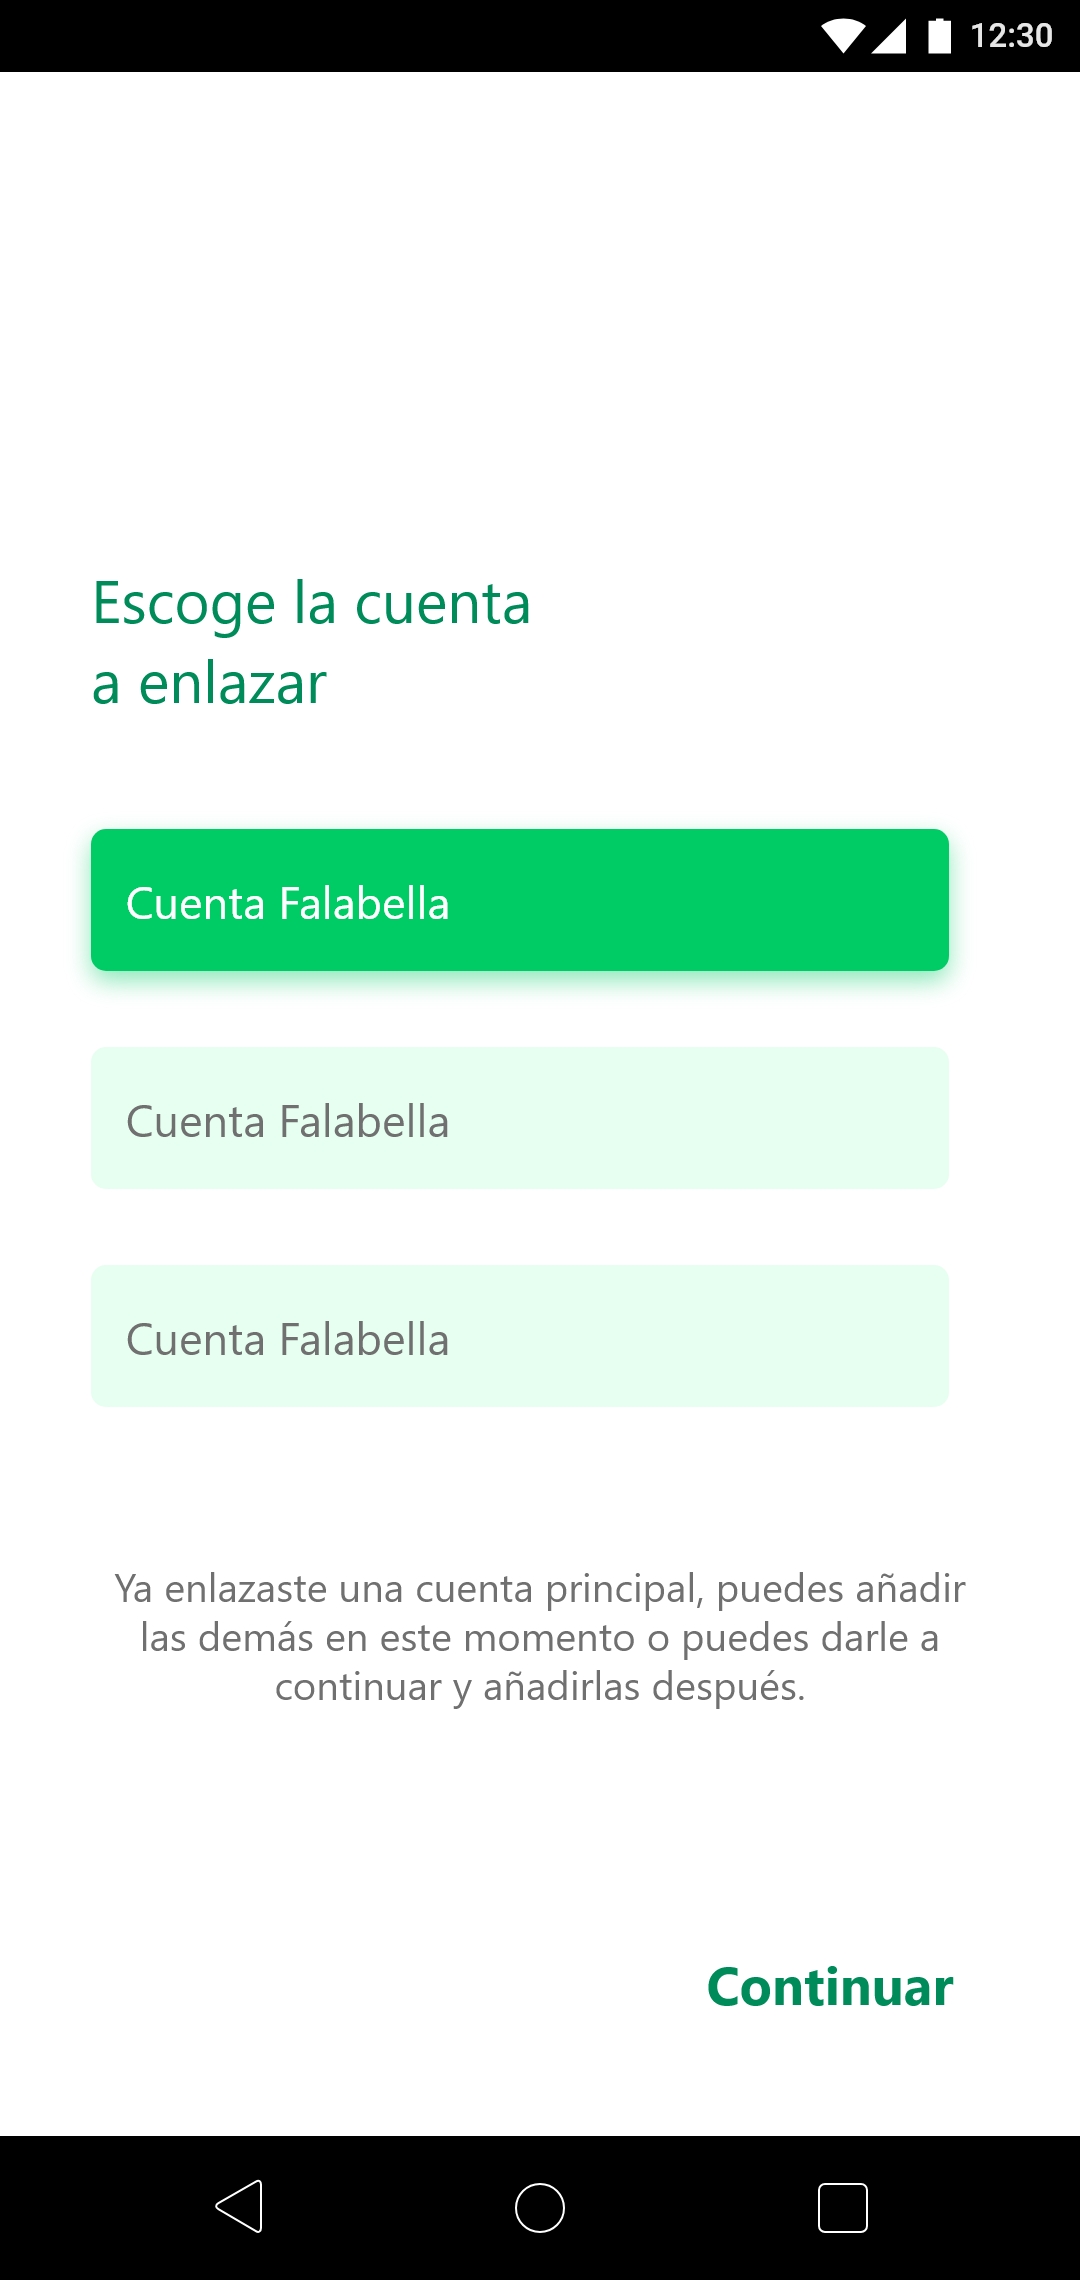 12:30
Escoge la cuenta
a enlazar
Cuenta Falabella
Cuenta Falabella
Cuenta Falabella
Ya enlazaste una cuenta principal, puedes añadir
las demás en este momento o puedes darle a
continuar y añadirlas después.
Continuar